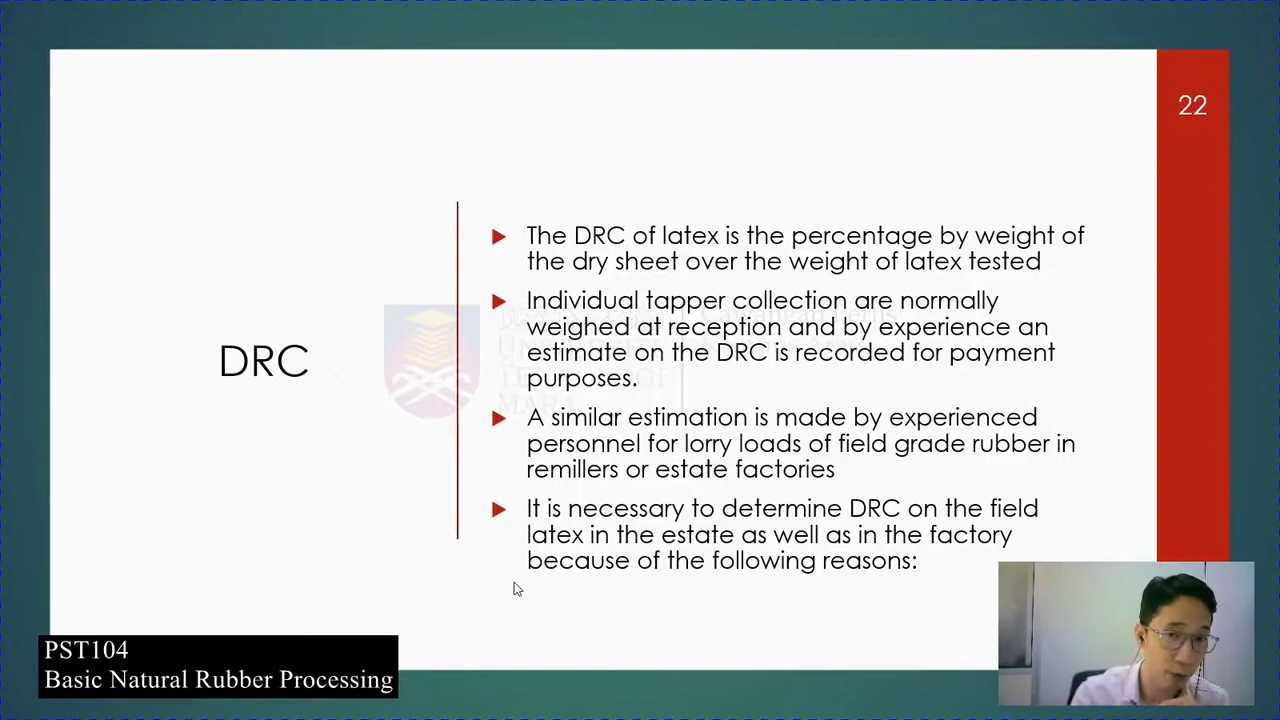 22
DRC
The DRC of latex is the percentage by weight of
the dry sheet over the weight of latex tested
Individual tapper collection are normally
weighed at reception and by experience an
estimate on the DRC is recorded for payment
purposes.
A similar estimation is made by experienced
personnel for lorry loads of field grade rubber in
remillers or estate factories
It is necessary to determine DRC on the field
latex in the estate as well as in the factory
because of the following reasons:
UNIVERSITI
TEKNOLOGI
MARA
PST104
Basic Natural Rubber Processing